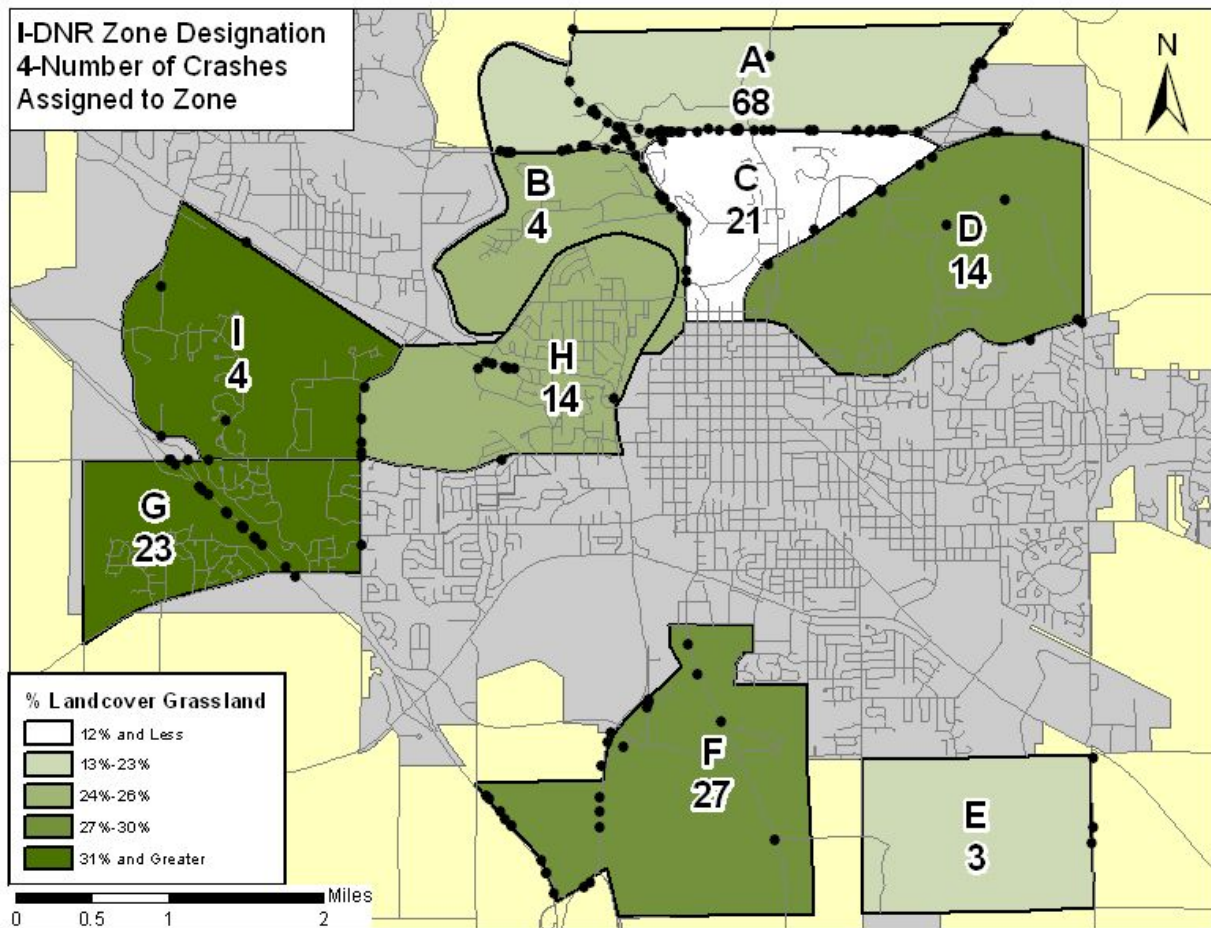 I-DNR Zone Designation
4-Number of Crashes
Assigned to Zone
N
A
68
B
4
C
21
D
14
I
4
H
14
G
23
F
27
E
3
% Landcover Grassland
12% and Less
13%-23%
24%-26%
27%-30%
31% and Greater
Miles
0 0.5 1 2